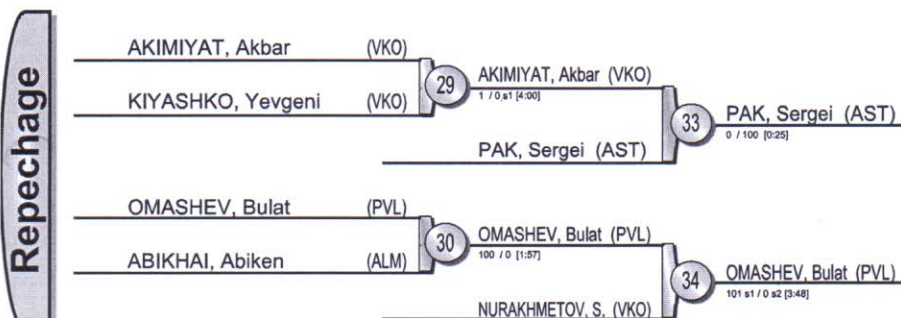 Repechage
AKIMIYAT, Akbar (VKO)
KIYASHKO, Yevgeni (VKO)
29
AKIMIYAT, Akbar (VKO)
1 / 0 s1 [4:00]
PAK, Sergei (AST)
33
PAK, Sergei (AST)
0 / 100 [0:25]
OMASHEV, Bulat (PVL)
ABIKHAI, Abiken (ALM)
30
OMASHEV, Bulat (PVL)
100 / 0 [1:57]
NURAKHMETOV, S, (VKO)
34
OMASHEV, Bulat (PVL)
101 s1 / 0 s2 [3:48]